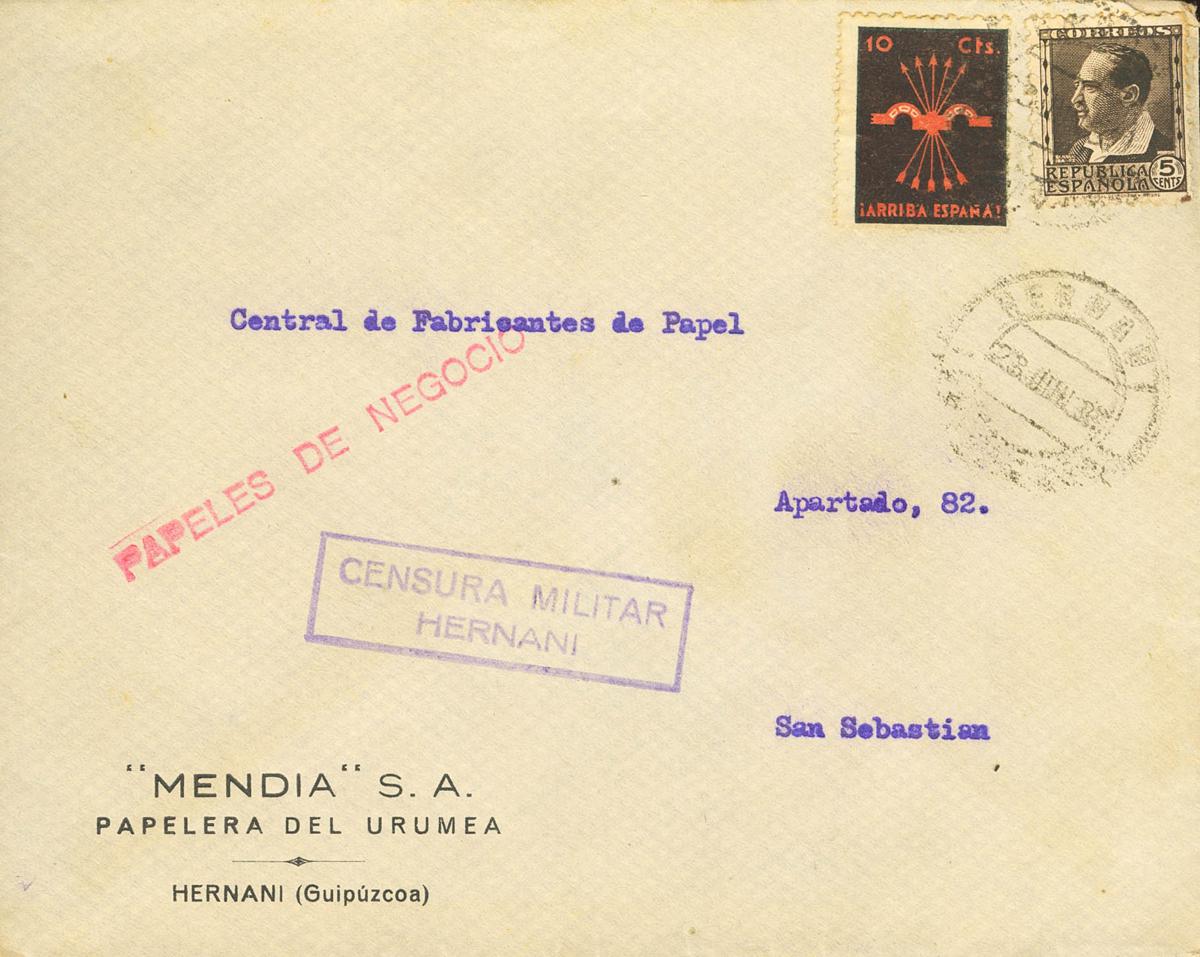 10 Cts.
¡ARRIBA ESPAÑA!
CORREOS
REPUBLICA
ESPAÑOLA
5
CENTS
HERNANI
Central de Fabricantes de Papel
PAPELES DE NEGOCIO
Apartado, 82.
CENSURA MILITAR
HERNANI
San Sebastian
“MENDIA“ S. A.
PAPELERA DEL URUMEA
HERNANI (Guipúzcoa)